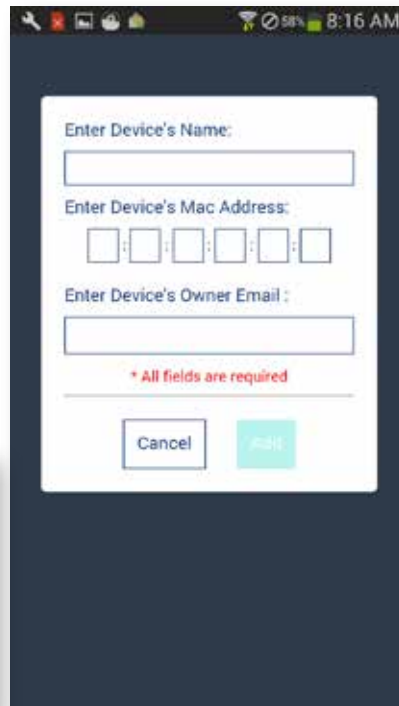 58% 8:16 AM
Enter Device's Name:
Enter Device's Mac Address:
: : : : :
Enter Device's Owner Email :
* All fields are required
Cancel Add